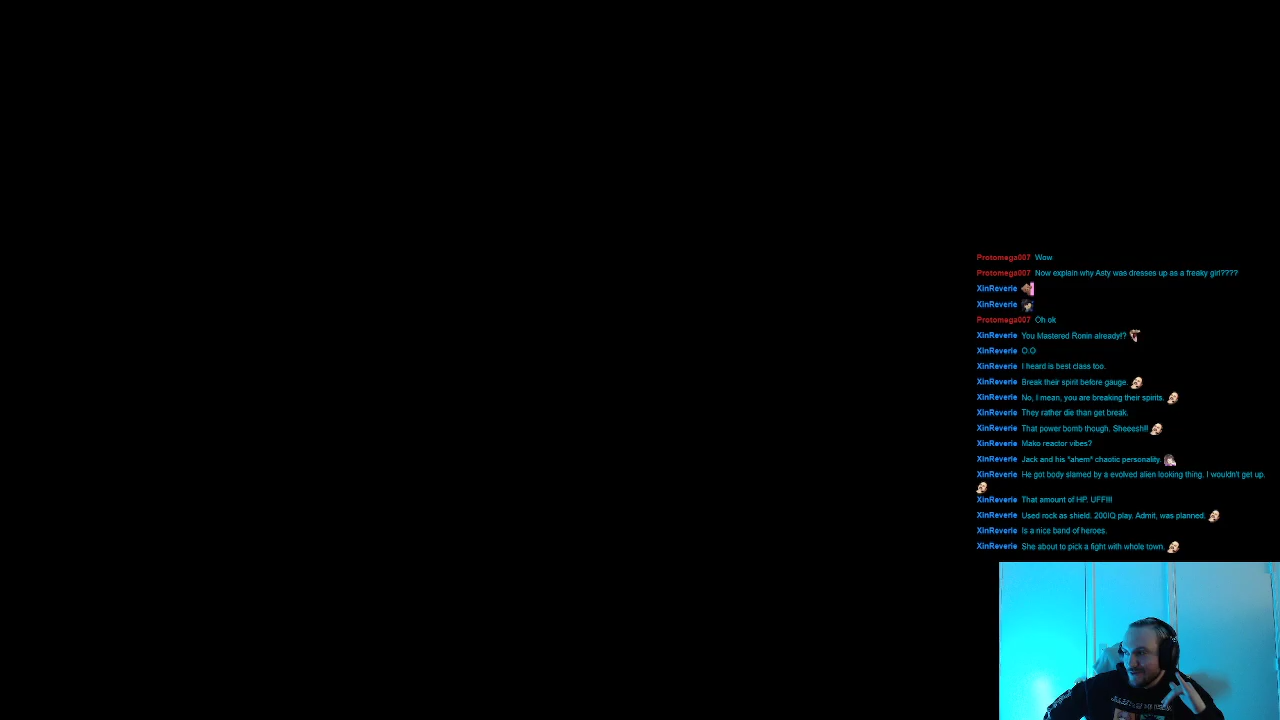 Protomega007 Wow
Protomega007 Now explain why Asty was dresses up as a freaky girl????
XinReverie
XinReverie
Protomega007 Oh ok
XinReverie You Mastered Ronin already!?
XinReverie O.O
XinReverie I heard is best class too.
XinReverie Break their spirit before gauge.
XinReverie No, I mean, you are breaking their spirits.
XinReverie They rather die than get break.
XinReverie That power bomb though. Sheeesh!!
XinReverie Mako reactor vibes?
XinReverie Jack and his *ahem* chaotic personality.
XinReverie He got body slamed by a evolved alien looking thing, I wouldn't get up.
XinReverie That amount of HP. UFF!!!
XinReverie Used rock as shield. 200IQ play. Admit, was planned.
XinReverie Is a nice band of heroes.
XinReverie She about to pick a fight with whole town.